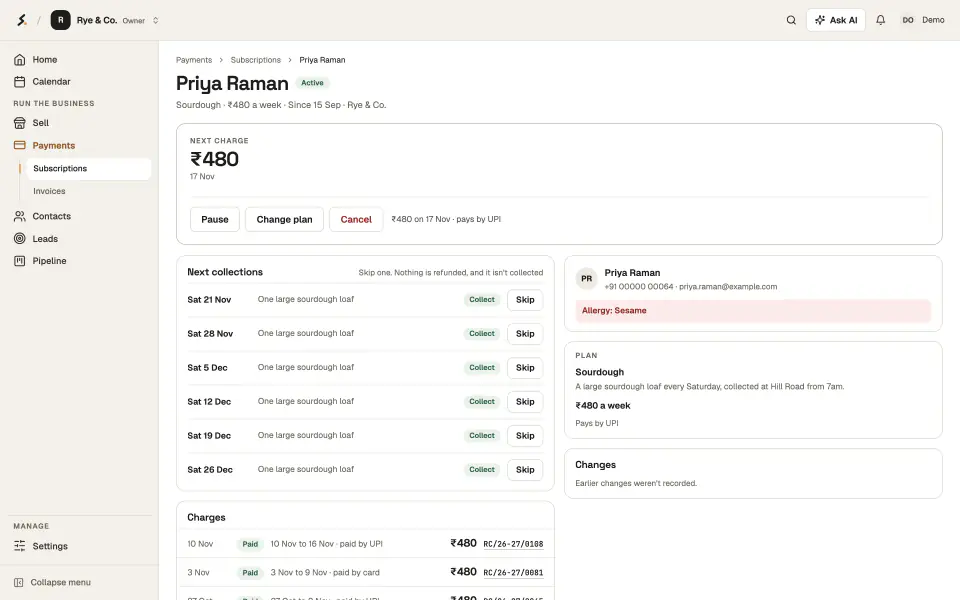 R Rye & Co. Owner
Ask AI
DO Demo
Home
Calendar
RUN THE BUSINESS
Sell
Payments
Subscriptions
Invoices
Contacts
Leads
Pipeline
MANAGE
Settings
Collapse menu
Payments > Subscriptions > Priya Raman
Priya Raman Active
Sourdough · ₹480 a week · Since 15 Sep · Rye & Co.
NEXT CHARGE
₹480
17 Nov
Pause Change plan Cancel ₹480 on 17 Nov · pays by UPI
Next collections Skip one. Nothing is refunded, and it isn't collected
Sat 21 Nov One large sourdough loaf Collect Skip
Sat 28 Nov One large sourdough loaf Collect Skip
Sat 5 Dec One large sourdough loaf Collect Skip
Sat 12 Dec One large sourdough loaf Collect Skip
Sat 19 Dec One large sourdough loaf Collect Skip
Sat 26 Dec One large sourdough loaf Collect Skip
Charges
10 Nov Paid 10 Nov to 16 Nov · paid by UPI ₹480 RC/26-27/0108
3 Nov Paid 3 Nov to 9 Nov · paid by card ₹480 RC/26-27/0081
PR Priya Raman
+91 00000 00064 · priya.raman@example.com
Allergy: Sesame
PLAN
Sourdough
A large sourdough loaf every Saturday, collected at Hill Road from 7am.
₹480 a week
Pays by UPI
Changes
Earlier changes weren't recorded.